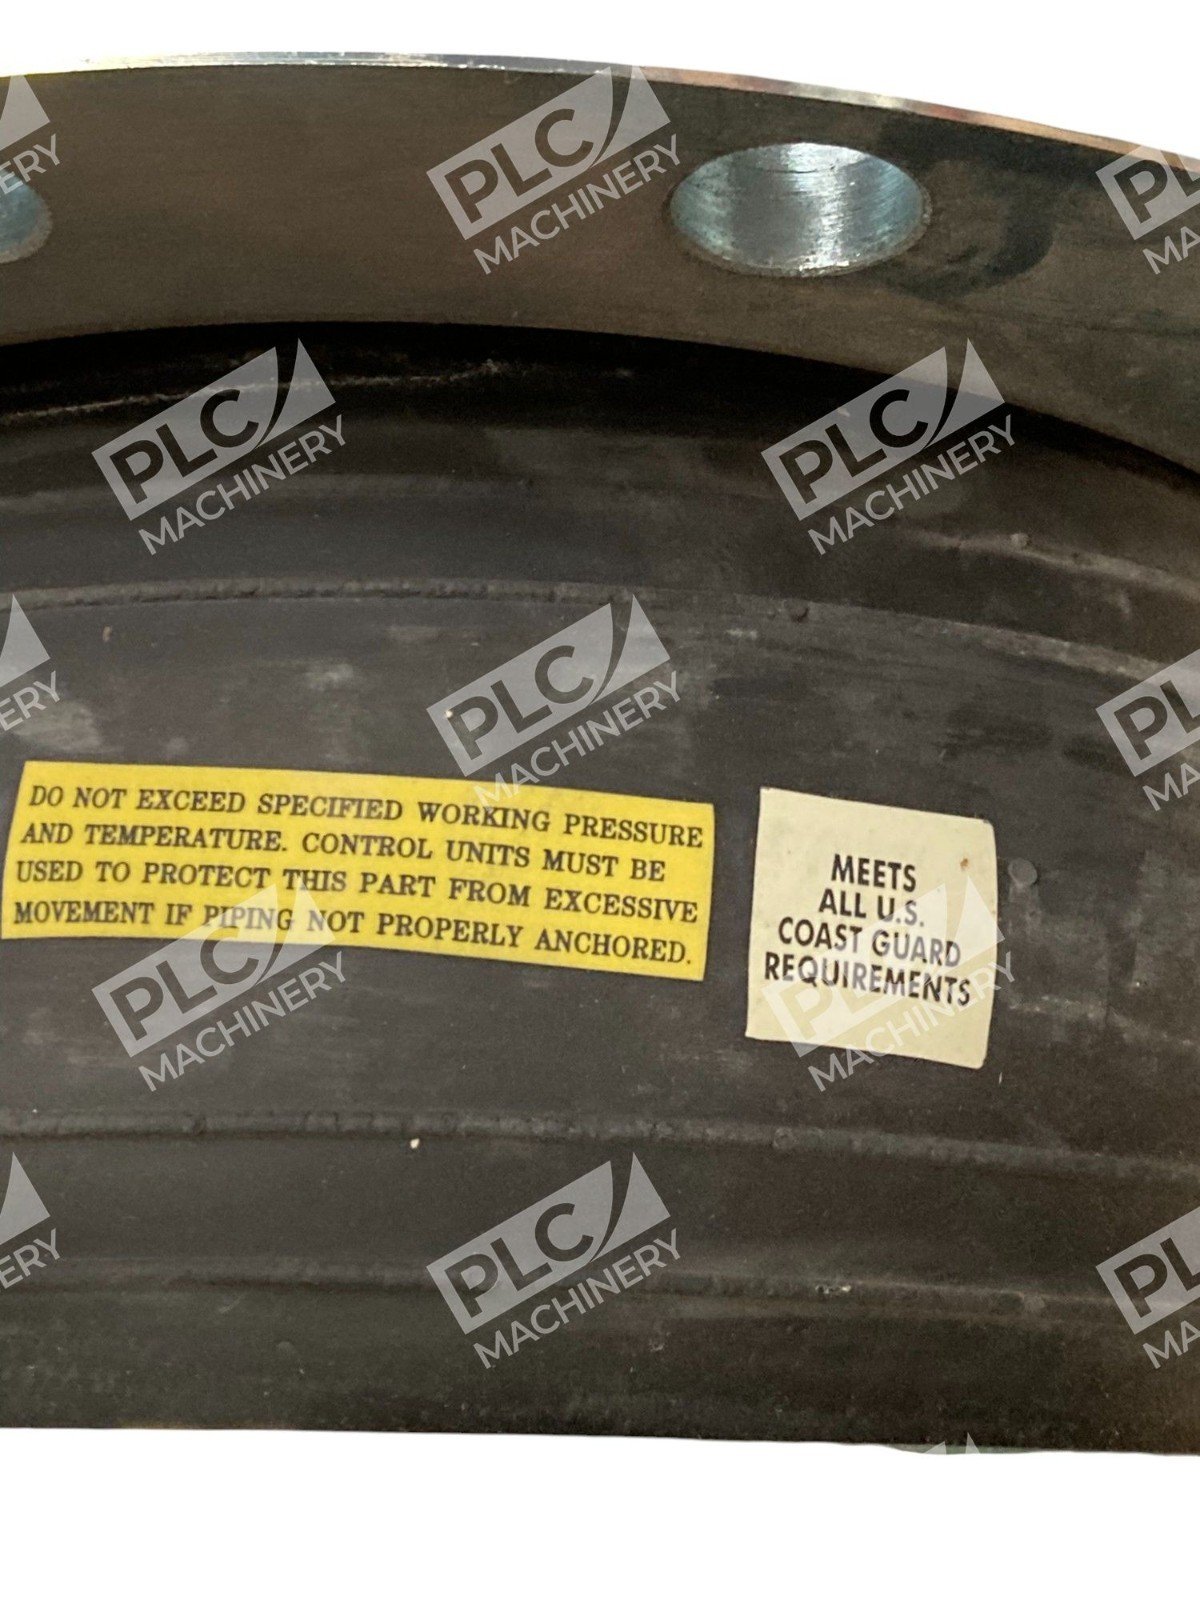 DO NOT EXCEED SPECIFIED WORKING PRESSURE
AND TEMPERATURE. CONTROL UNITS MUST BE
USED TO PROTECT THIS PART FROM EXCESSIVE
MOVEMENT IF PIPING NOT PROPERLY ANCHORED.
MEETS
ALL U.S.
COAST GUARD
REQUIREMENTS
PLC
MACHINERY